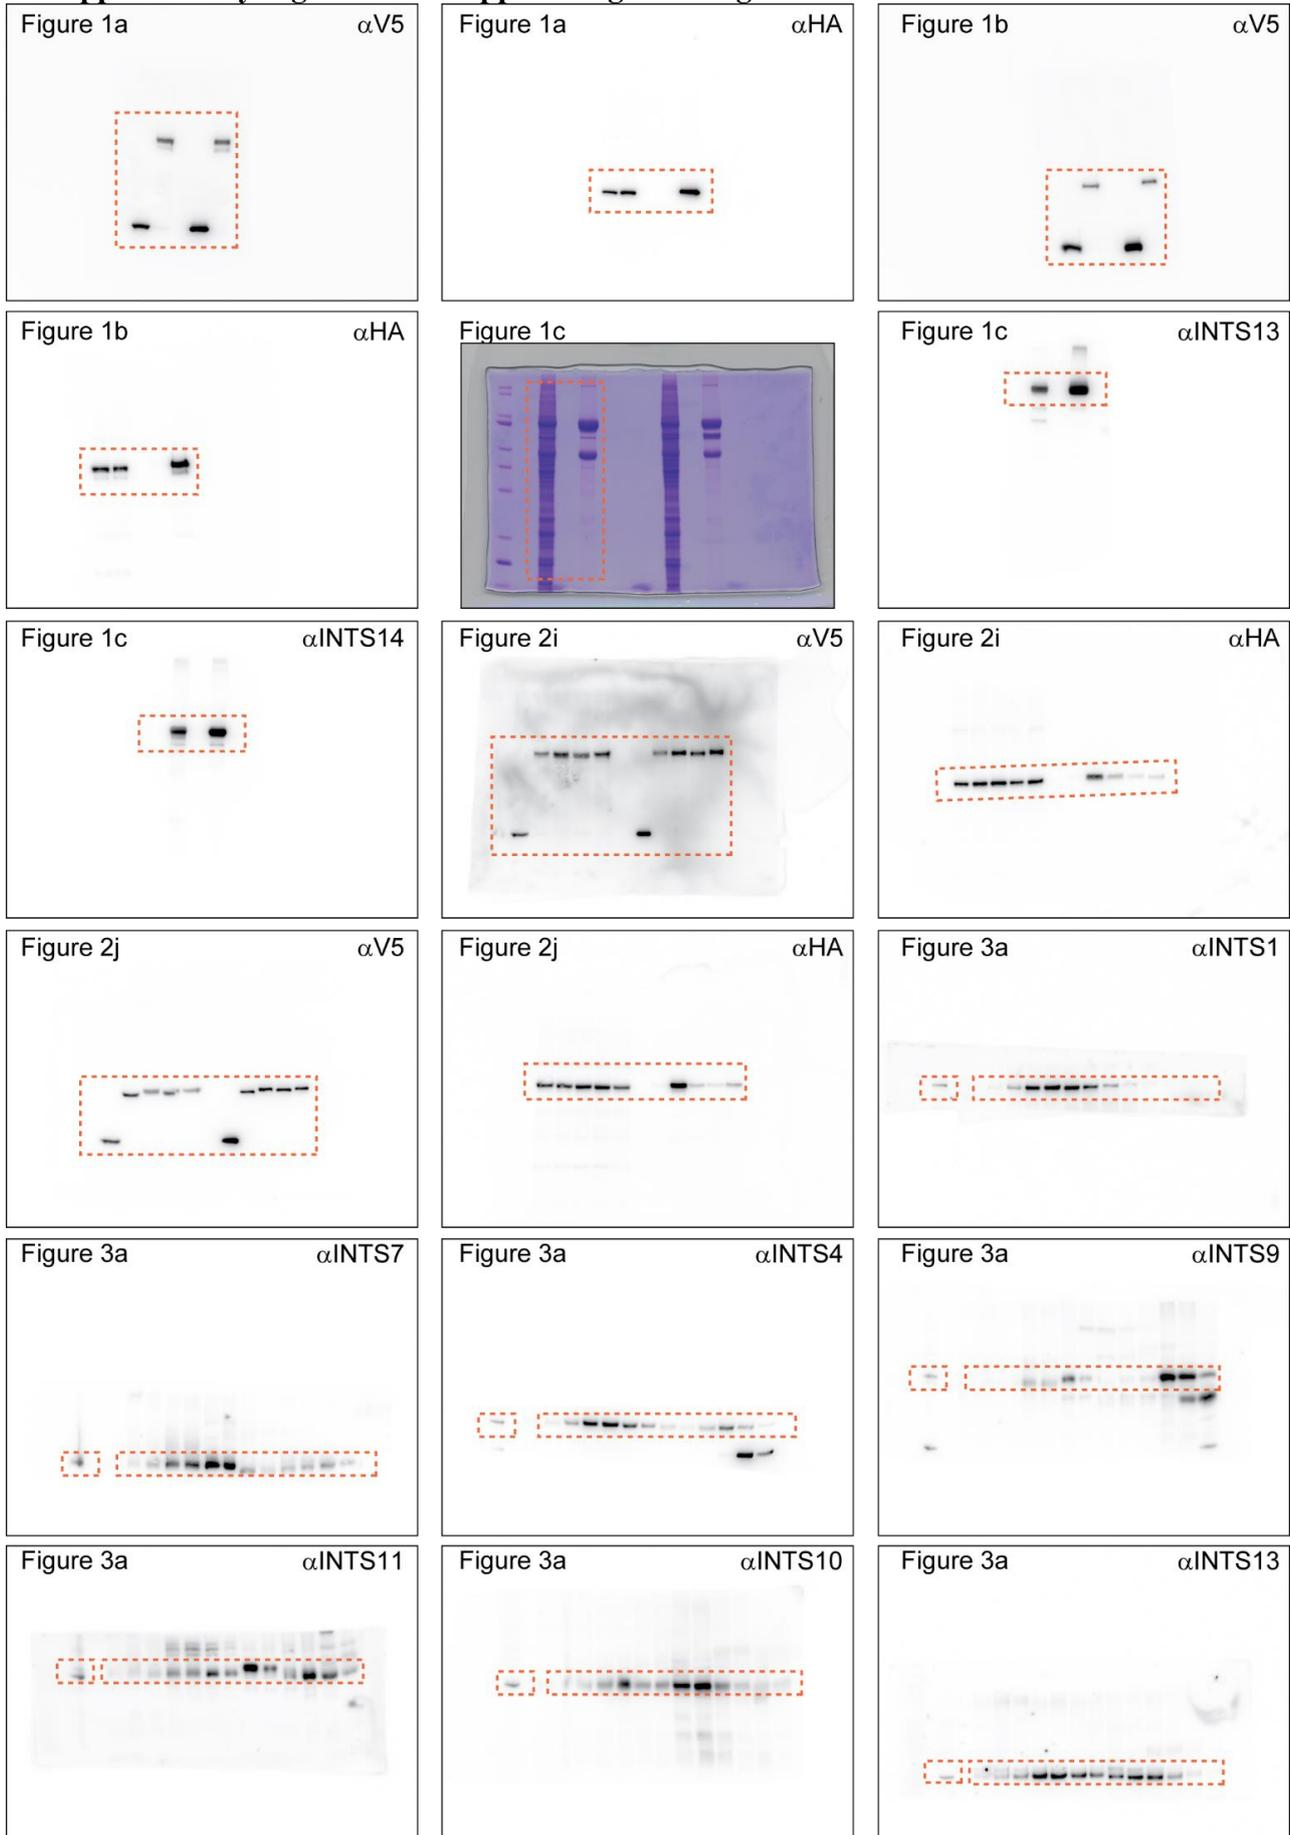 Figure 1a αV5
Figure 1a αHA
Figure 1b αV5
Figure 1b αHA
Figure 1c
Figure 1c αINTS13
Figure 1c αINTS14
Figure 2i αV5
Figure 2i αHA
Figure 2j αV5
Figure 2j αHA
Figure 3a αINTS1
Figure 3a αINTS7
Figure 3a αINTS4
Figure 3a αINTS9
Figure 3a αINTS11
Figure 3a αINTS10
Figure 3a αINTS13